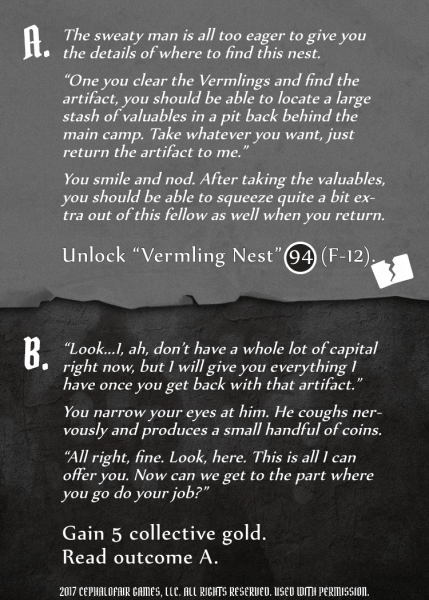 A.
The sweaty man is all too eager to give you
the details of where to find this nest.
“One you clear the Vermlings and find the
artifact, you should be able to locate a large
stash of valuables in a pit back behind the
main camp. Take whatever you want, just
return the artifact to me.”
You smile and nod. After taking the valuables,
you should be able to squeeze quite a bit ex-
tra out of this fellow as well when you return.
Unlock “Vermling Nest” 94 (F-12).
B.
“Look...I, ah, don’t have a whole lot of capital
right now, but I will give you everything I
have once you get back with that artifact.”
You narrow your eyes at him. He coughs ner-
vously and produces a small handful of coins.
“All right, fine. Look, here. This is all I can
offer you. Now can we get to the part where
you go do your job?”
Gain 5 collective gold.
Read outcome A.
2017 CEPHALOFAIR GAMES, LLC. ALL RIGHTS RESERVED. USED WITH PERMISSION.